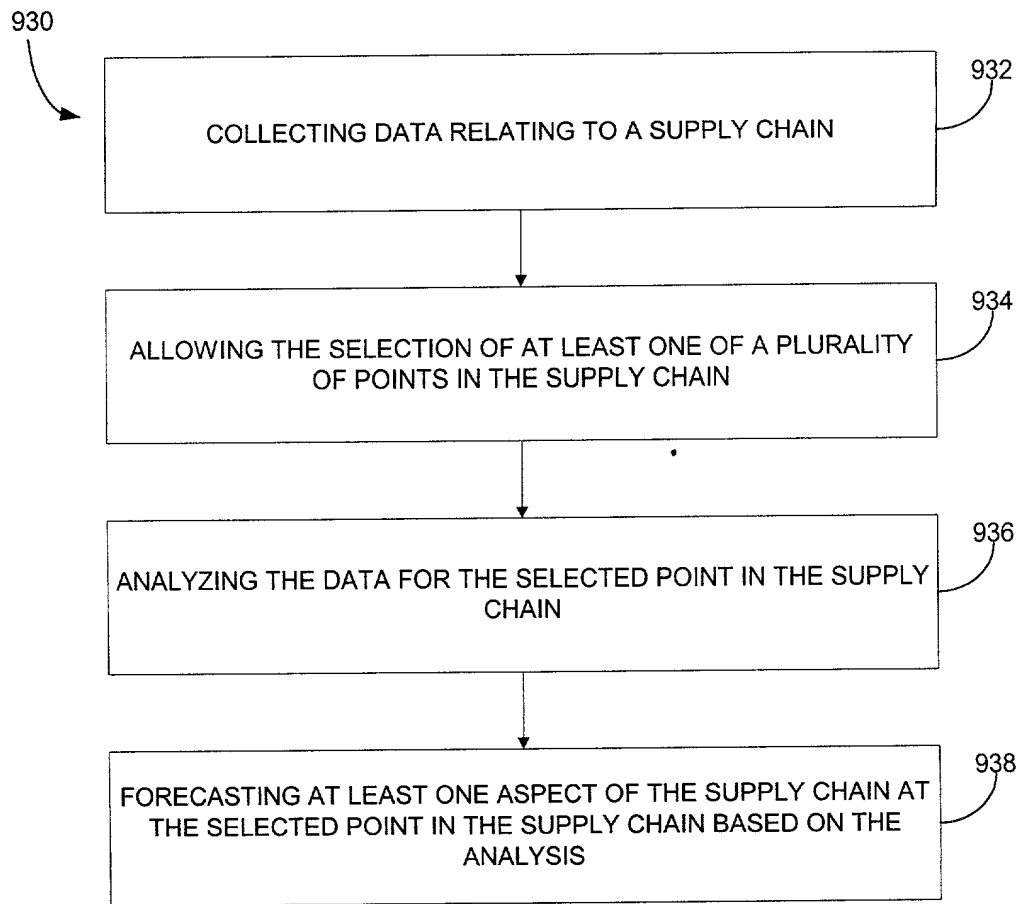 930
932
COLLECTING DATA RELATING TO A SUPPLY CHAIN
934
ALLOWING THE SELECTION OF AT LEAST ONE OF A PLURALITY
OF POINTS IN THE SUPPLY CHAIN
936
ANALYZING THE DATA FOR THE SELECTED POINT IN THE SUPPLY
CHAIN
938
FORECASTING AT LEAST ONE ASPECT OF THE SUPPLY CHAIN AT
THE SELECTED POINT IN THE SUPPLY CHAIN BASED ON THE
ANALYSIS